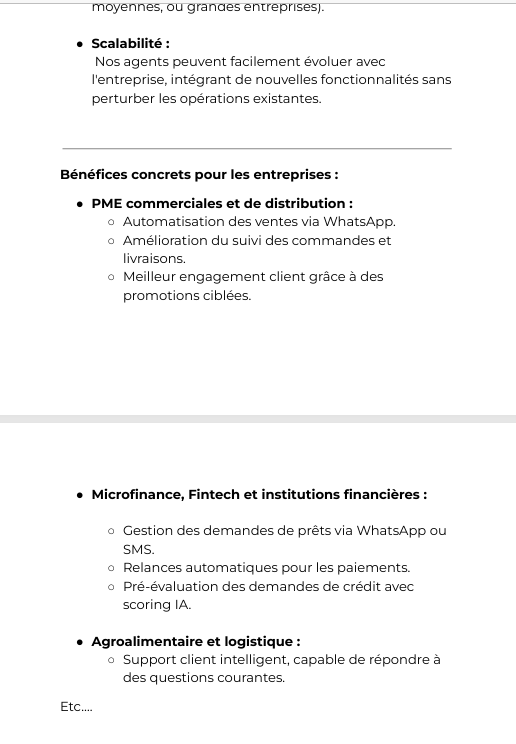 moyennes, ou grandes entreprises).
● Scalabilité :
Nos agents peuvent facilement évoluer avec
l'entreprise, intégrant de nouvelles fonctionnalités sans
perturber les opérations existantes.
Bénéfices concrets pour les entreprises :
● PME commerciales et de distribution :
○ Automatisation des ventes via WhatsApp.
○ Amélioration du suivi des commandes et
livraisons.
○ Meilleur engagement client grâce à des
promotions ciblées.
● Microfinance, Fintech et institutions financières :
○ Gestion des demandes de prêts via WhatsApp ou
SMS.
○ Relances automatiques pour les paiements.
○ Pré-évaluation des demandes de crédit avec
scoring IA.
● Agroalimentaire et logistique :
○ Support client intelligent, capable de répondre à
des questions courantes.
Etc....